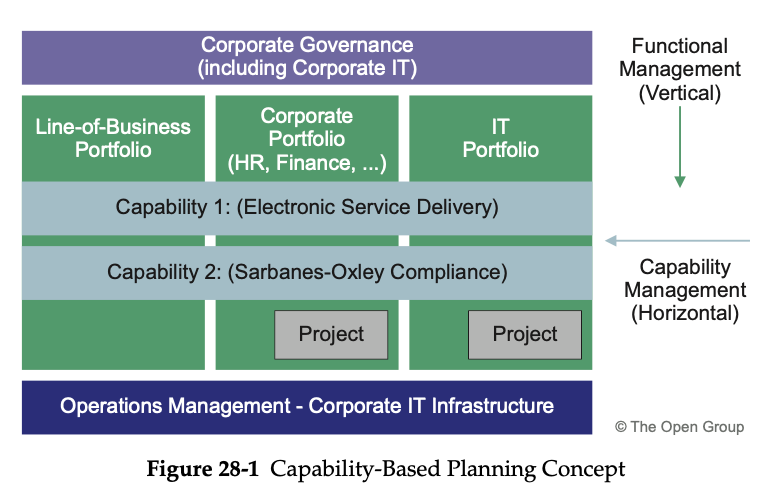 Corporate Governance
(including Corporate IT)
Functional
Management
(Vertical)
Line-of-Business
Portfolio
Corporate
Portfolio
(HR, Finance, ...)
IT
Portfolio
Capability 1: (Electronic Service Delivery)
Capability 2: (Sarbanes-Oxley Compliance)
Capability
Management
(Horizontal)
Project
Project
Operations Management - Corporate IT Infrastructure
© The Open Group
Figure 28-1 Capability-Based Planning Concept